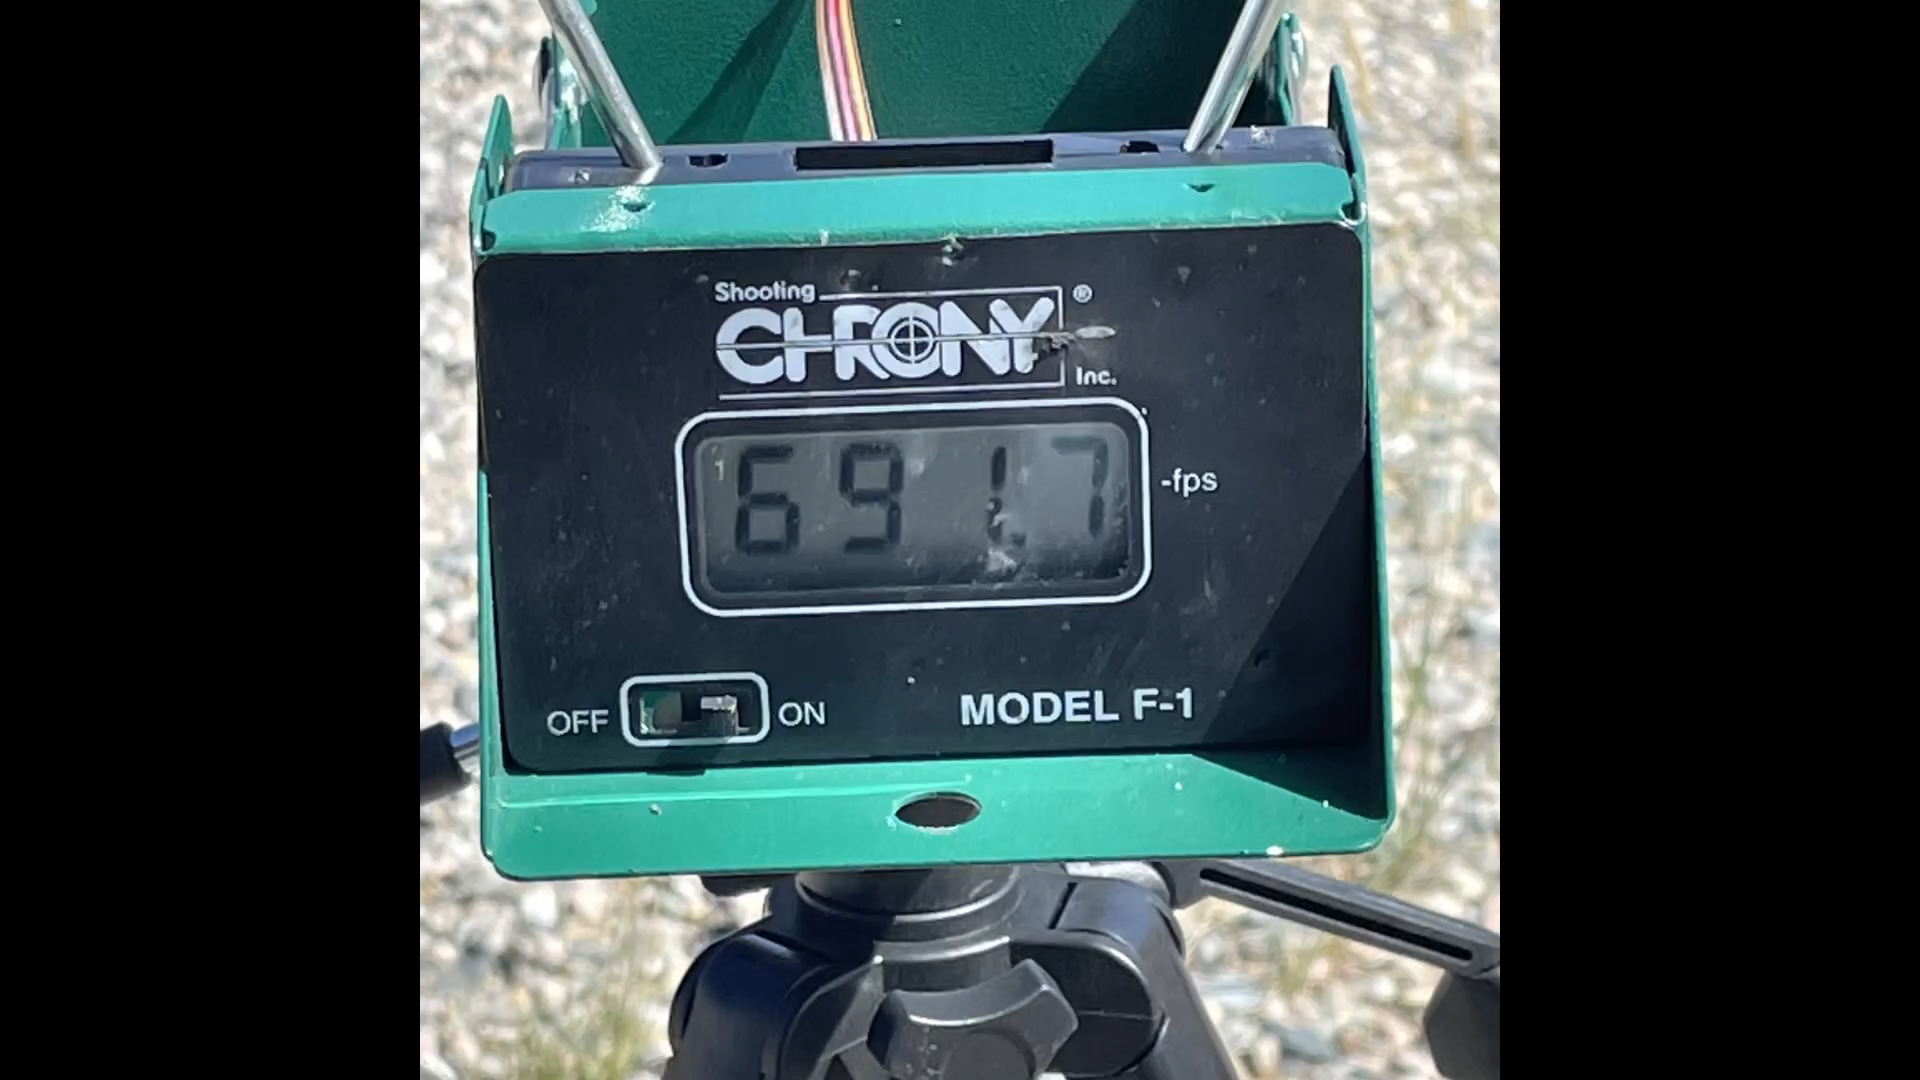 Shooting
CHRONY ®
Inc.
1
691.7 -fps
OFF ON MODEL F-1